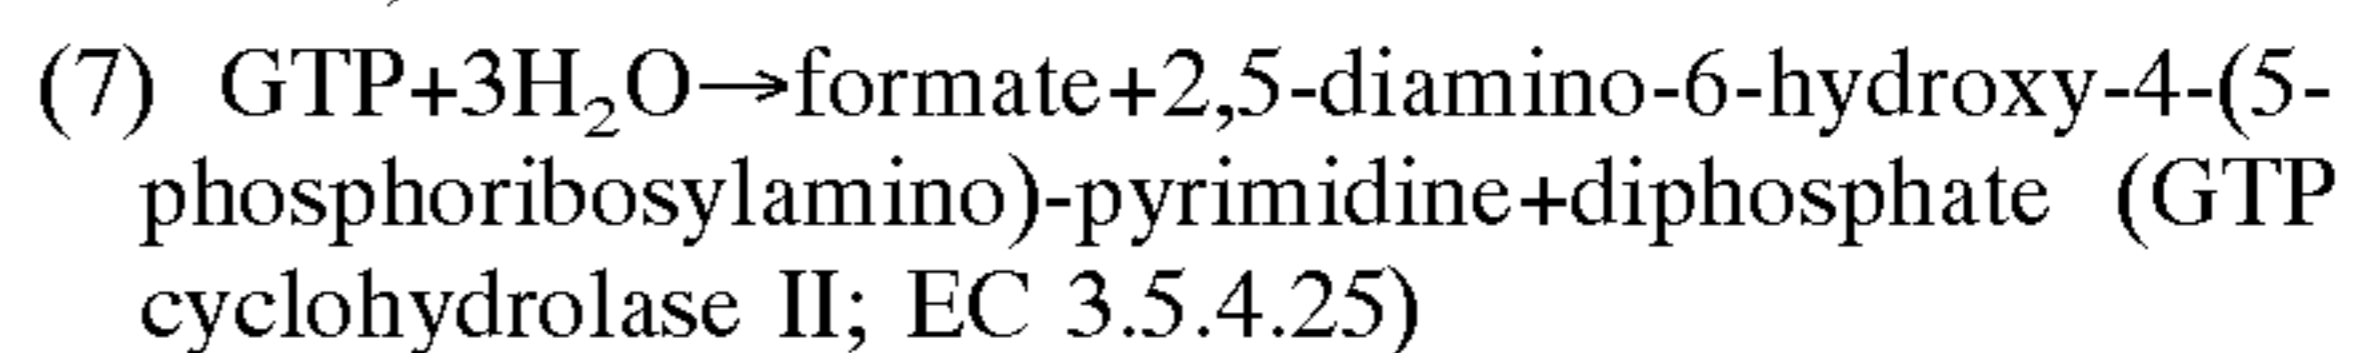 (7) GTP+3H₂O→formate+2,5-diamino-6-hydroxy-4-(5-
phosphoribosylamino)-pyrimidine+diphosphate (GTP
cyclohydrolase II; EC 3.5.4.25)